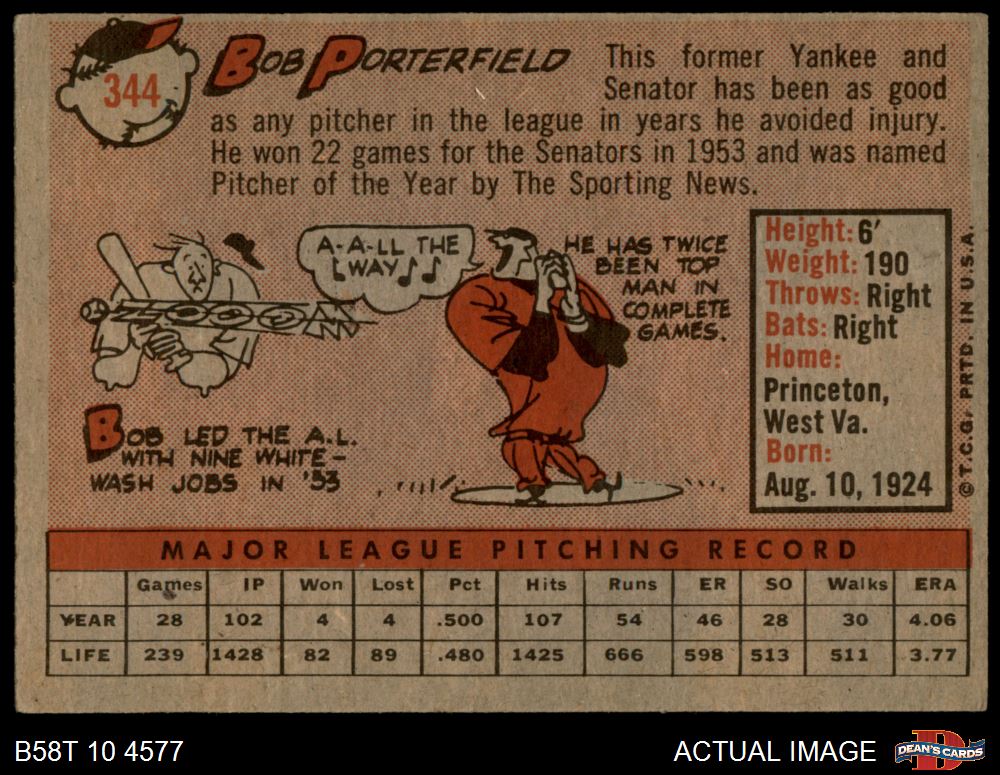 344
BOB PORTERFIELD
This former Yankee and
Senator has been as good
as any pitcher in the league in years he avoided injury.
He won 22 games for the Senators in 1953 and was named
Pitcher of the Year by The Sporting News.
A-A-LL THE
WAY
HE HAS TWICE
BEEN TOP
MAN IN
COMPLETE
GAMES.
BOB LED THE A.L.
WITH NINE WHITE-
WASH JOBS IN '53
Height: 6'
Weight: 190
Throws: Right
Bats: Right
Home:
Princeton,
West Va.
Born:
Aug. 10, 1924
© T.C.G. PRTD. IN U.S.A.
MAJOR LEAGUE PITCHING RECORD
Games IP Won Lost Pct Hits Runs ER SO Walks ERA
YEAR 28 102 4 4 .500 107 54 46 28 30 4.06
LIFE 239 1428 82 89 .480 1425 666 598 513 511 3.77
B58T 10 4577
ACTUAL IMAGE
DEAN'S CARDS